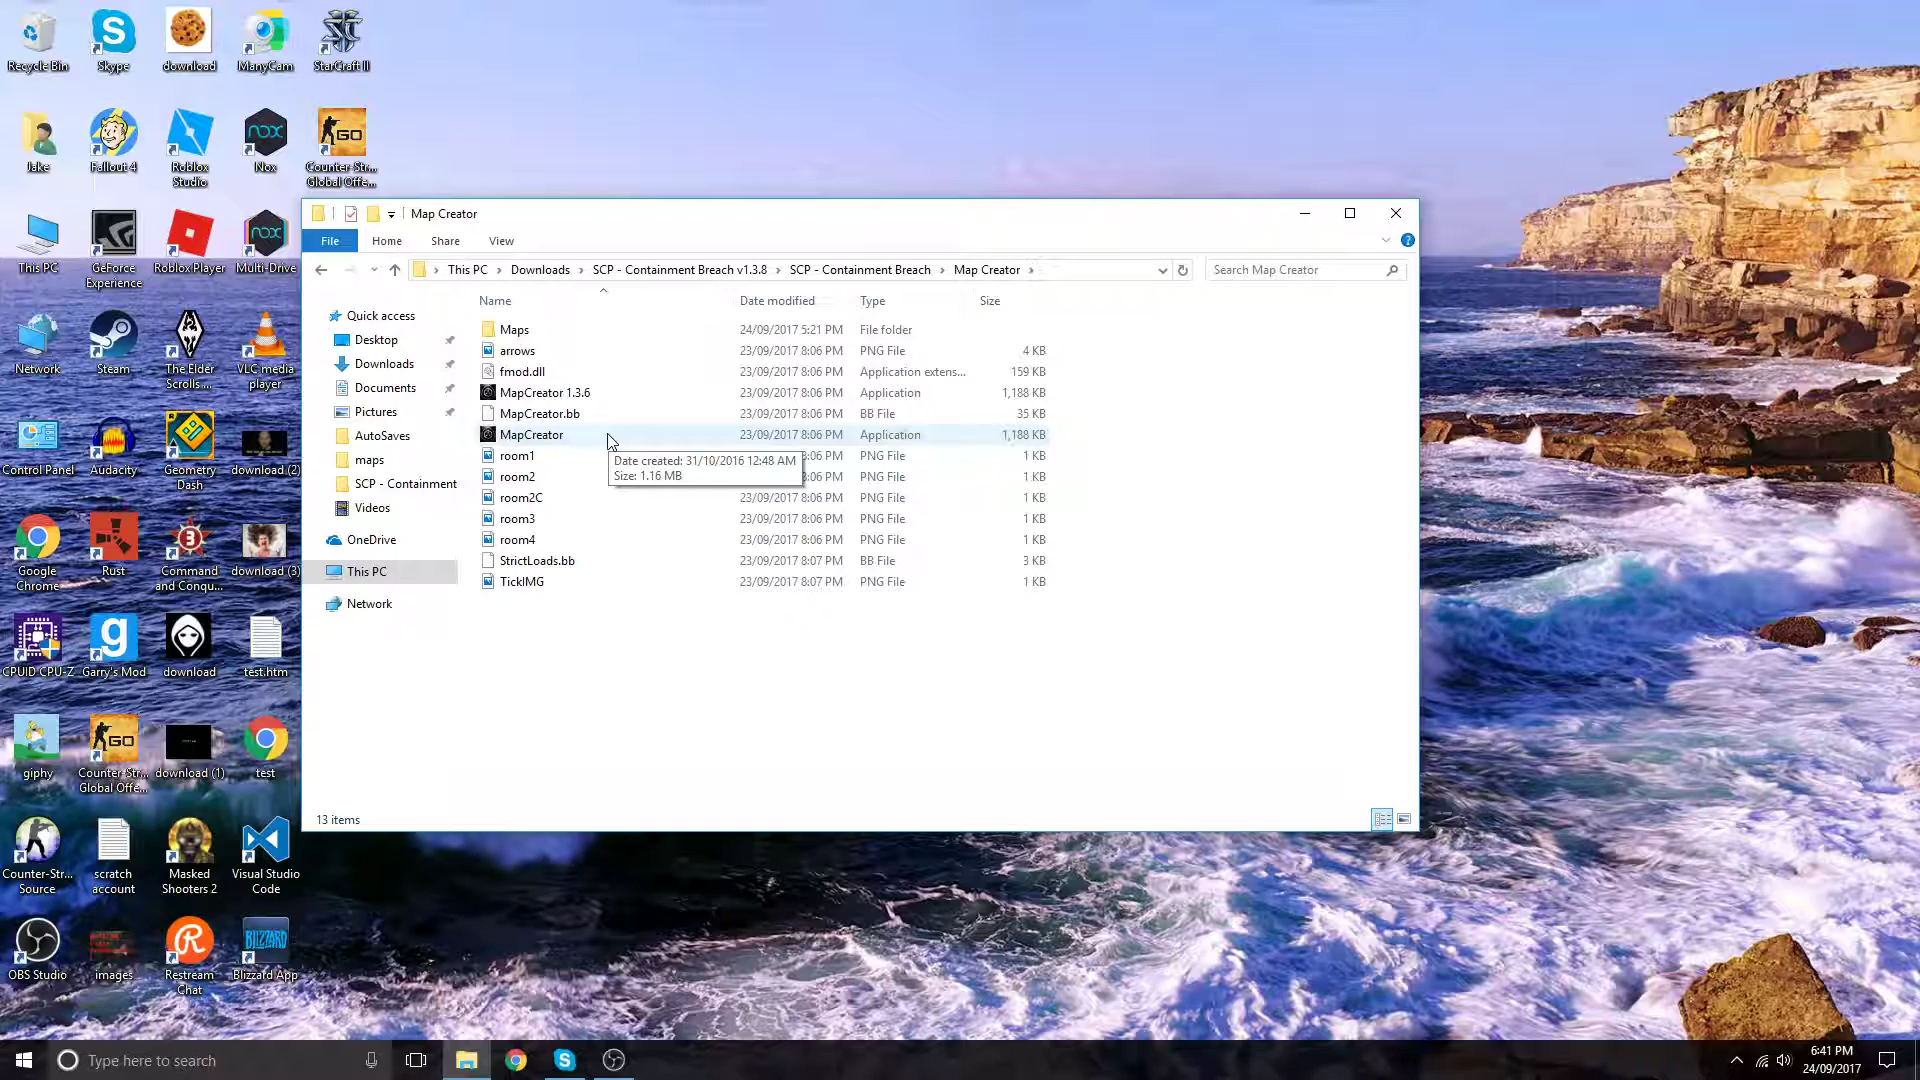 Recycle Bin
Skype
download
ManyCam
StarCraft II
Jake
Fallout 4
Roblox
Studio
Nox
Counter-Str...
Global Offe...
This PC
GeForce
Experience
Roblox Player
Multi-Drive
Network
Steam
The Elder
Scrolls ...
VLC media
player
Control Panel
Audacity
Geometry
Dash
download (2)
Google
Chrome
Rust
Command
and Conqu...
download (3)
CPUID CPU-Z
Garry's Mod
download
test.htm
giphy
Counter-Str...
Global Offe...
download (1)
test
Counter-Str...
Source
scratch
account
Masked
Shooters 2
Visual Studio
Code
OBS Studio
images
Restream
Chat
Blizzard App
Map Creator
File Home Share View
This PC Downloads SCP - Containment Breach v1.3.8 SCP - Containment Breach Map Creator
Search Map Creator
Quick access
Desktop
Downloads
Documents
Pictures
AutoSaves
maps
SCP - Containment
Videos
OneDrive
This PC
Network
Name Date modified Type Size
Maps 24/09/2017 5:21 PM File folder
arrows 23/09/2017 8:06 PM PNG File 4 KB
fmod.dll 23/09/2017 8:06 PM Application extens... 159 KB
MapCreator 1.3.6 23/09/2017 8:06 PM Application 1,188 KB
MapCreator.bb 23/09/2017 8:06 PM BB File 35 KB
MapCreator 23/09/2017 8:06 PM Application 1,188 KB
room1 8:06 PM PNG File 1 KB
Date created: 31/10/2016 12:48 AM
Size: 1.16 MB
room2 8:06 PM PNG File 1 KB
room2C 23/09/2017 8:06 PM PNG File 1 KB
room3 23/09/2017 8:06 PM PNG File 1 KB
room4 23/09/2017 8:06 PM PNG File 1 KB
StrictLoads.bb 23/09/2017 8:07 PM BB File 3 KB
TickIMG 23/09/2017 8:07 PM PNG File 1 KB
13 items
Type here to search
6:41 PM
24/09/2017